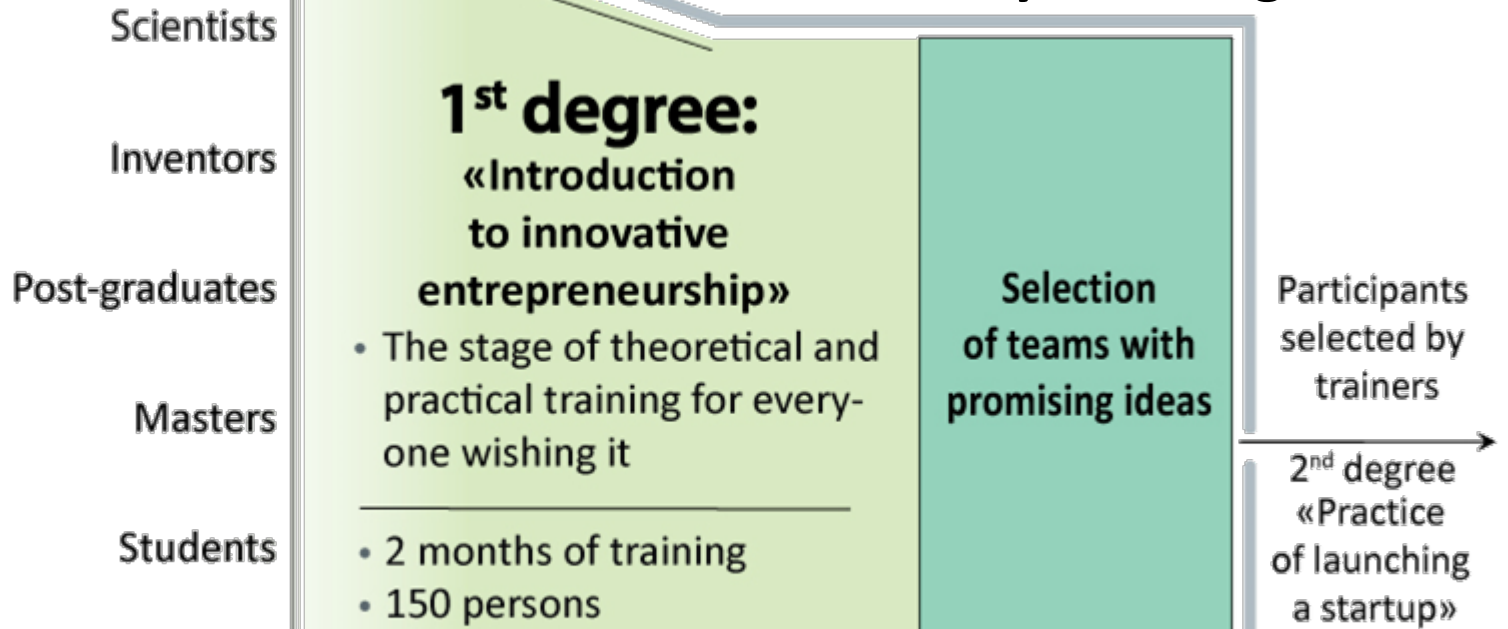 Scientists
Inventors
Post-graduates
Masters
Students
1st degree:
«Introduction
to innovative
entrepreneurship»
• The stage of theoretical and
practical training for every-
one wishing it
• 2 months of training
• 150 persons
Selection
of teams with
promising ideas
Participants
selected by
trainers
2nd degree
«Practice
of launching
a startup»